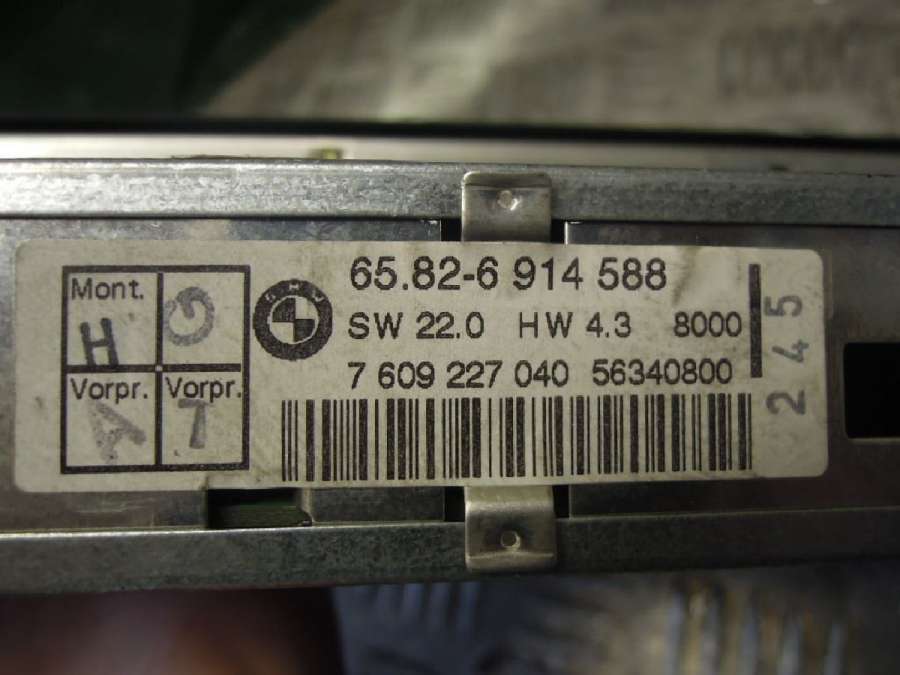 65.82-6 914 588
SW 22.0 HW 4.3 8000
7 609 227 040 56340800
Mont.
H
G
Vorpr. Vorpr.
A T
BMW
245